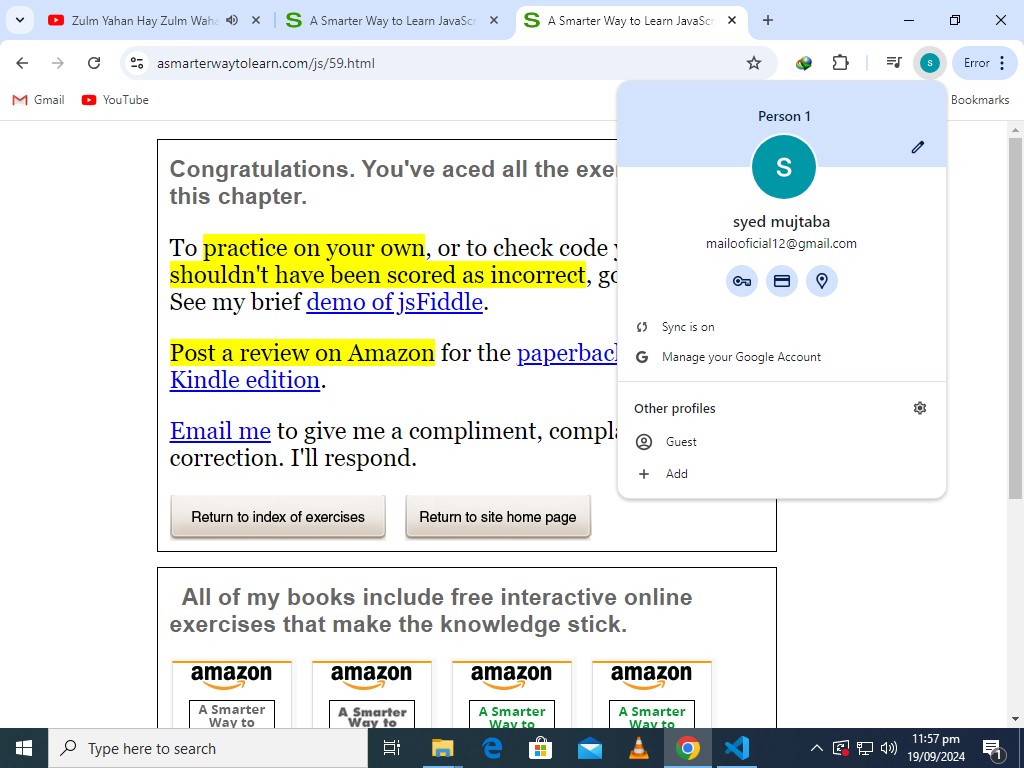 Zulm Yahan Hay Zulm Waha
A Smarter Way to Learn JavaScr
A Smarter Way to Learn JavaScr
asmarterwaytolearn.com/js/59.html
S
Error
Gmail
YouTube
Bookmarks
Person 1
S
syed mujtaba
mailooficial12@gmail.com
Sync is on
Manage your Google Account
Other profiles
Guest
Add
Congratulations. You've aced all the exer
this chapter.
To practice on your own, or to check code y
shouldn't have been scored as incorrect, go
See my brief demo of jsFiddle.
Post a review on Amazon for the paperback
Kindle edition.
Email me to give me a compliment, compla
correction. I'll respond.
Return to index of exercises
Return to site home page
All of my books include free interactive online
exercises that make the knowledge stick.
amazon
amazon
amazon
amazon
A Smarter
Way to
A Smarter
Way to
A Smarter
Way to
A Smarter
Way to
Type here to search
11:57 pm
19/09/2024
1